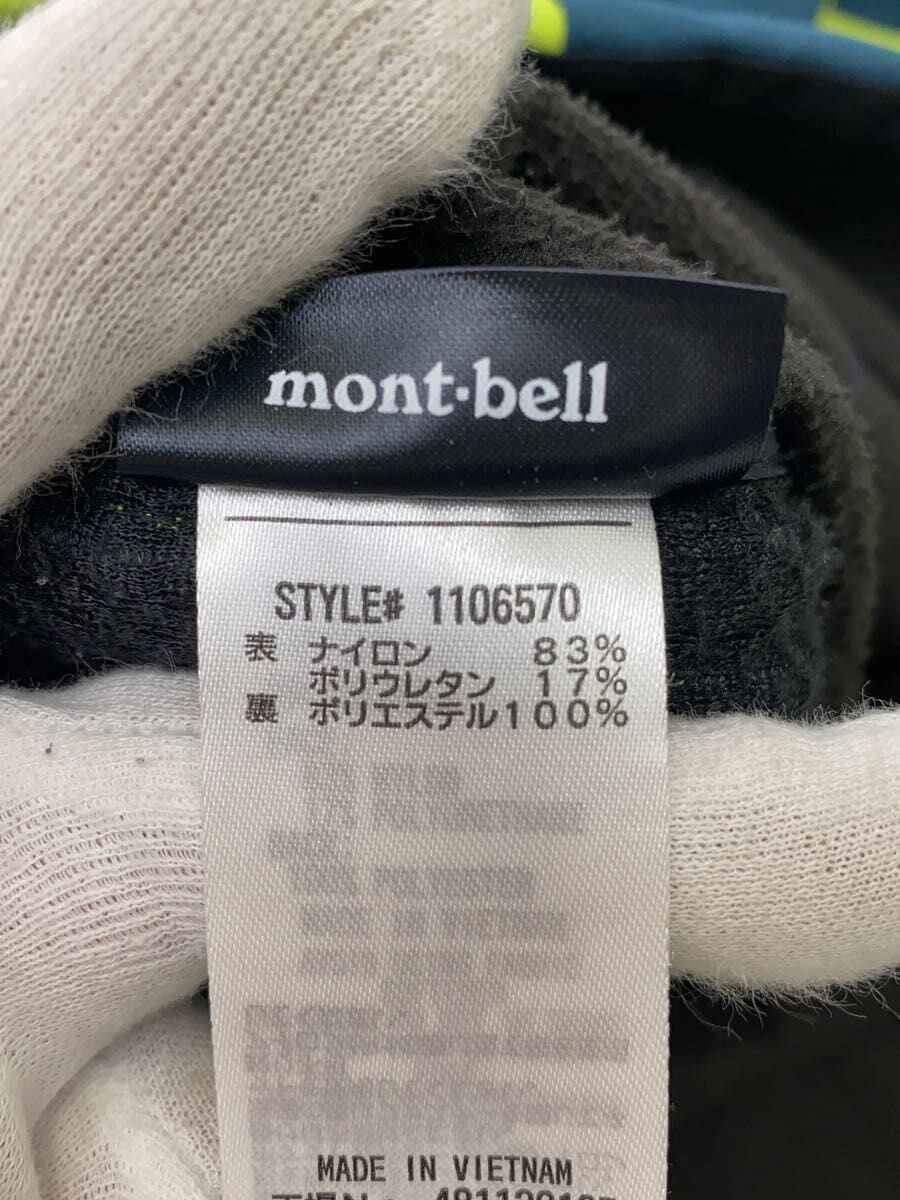 mont-bell
STYLE# 1106570
表 ナイロン 83%
ポリウレタン 17%
裏 ポリエステル100%
MADE IN VIETNAM